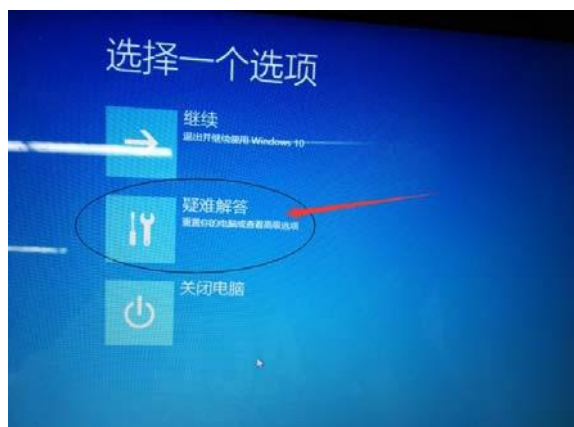 选择一个选项
继续
退出并继续使用 Windows 10
疑难解答
重置你的电脑或查看高级选项
关闭电脑